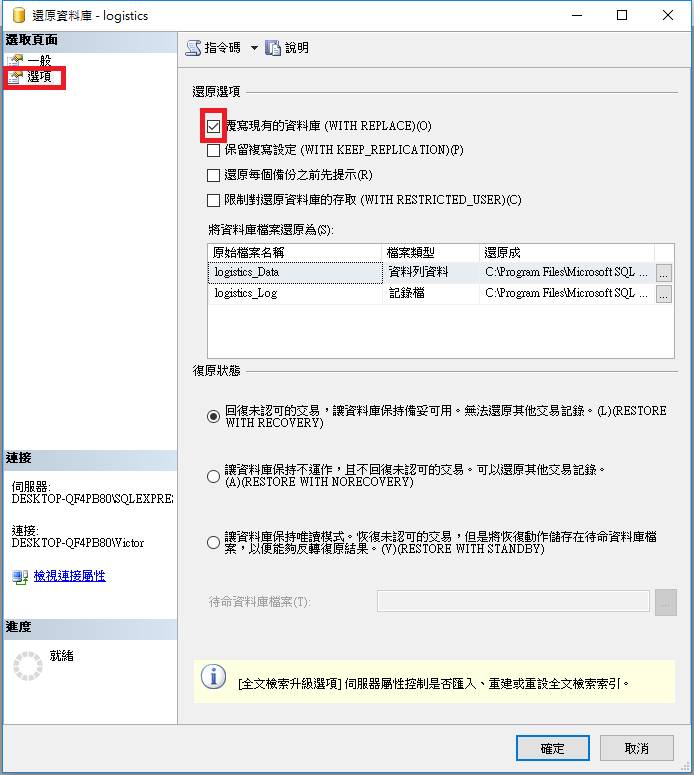 還原資料庫 - logistics
選取頁面
一般
選項
指令碼
說明
還原選項
覆寫現有的資料庫 (WITH REPLACE)(O)
保留複寫設定 (WITH KEEP_REPLICATION)(P)
還原每個備份之前先提示(R)
限制對還原資料庫的存取 (WITH RESTRICTED_USER)(C)
將資料庫檔案還原為(S):
原始檔案名稱 檔案類型 還原成
logistics_Data 資料列資料 C:\Program Files\Microsoft SQL ... ...
logistics_Log 記錄檔 C:\Program Files\Microsoft SQL ... ...
復原狀態
回復未認可的交易，讓資料庫保持備妥可用。無法還原其他交易記錄。(L)(RESTORE
WITH RECOVERY)
讓資料庫保持不運作，且不回復未認可的交易。可以還原其他交易記錄。
(A)(RESTORE WITH NORECOVERY)
讓資料庫保持唯讀模式。恢復未認可的交易，但是將恢復動作儲存在待命資料庫檔
案，以便能夠反轉復原結果。(V)(RESTORE WITH STANDBY)
待命資料庫檔案(T):
...
連接
伺服器:
DESKTOP-QF4PB80\SQLEXPRES
連接:
DESKTOP-QF4PB80\Victor
檢視連接屬性
進度
就緒
[全文檢索升級選項] 伺服器屬性控制是否匯入、重建或重設全文檢索索引。
確定
取消